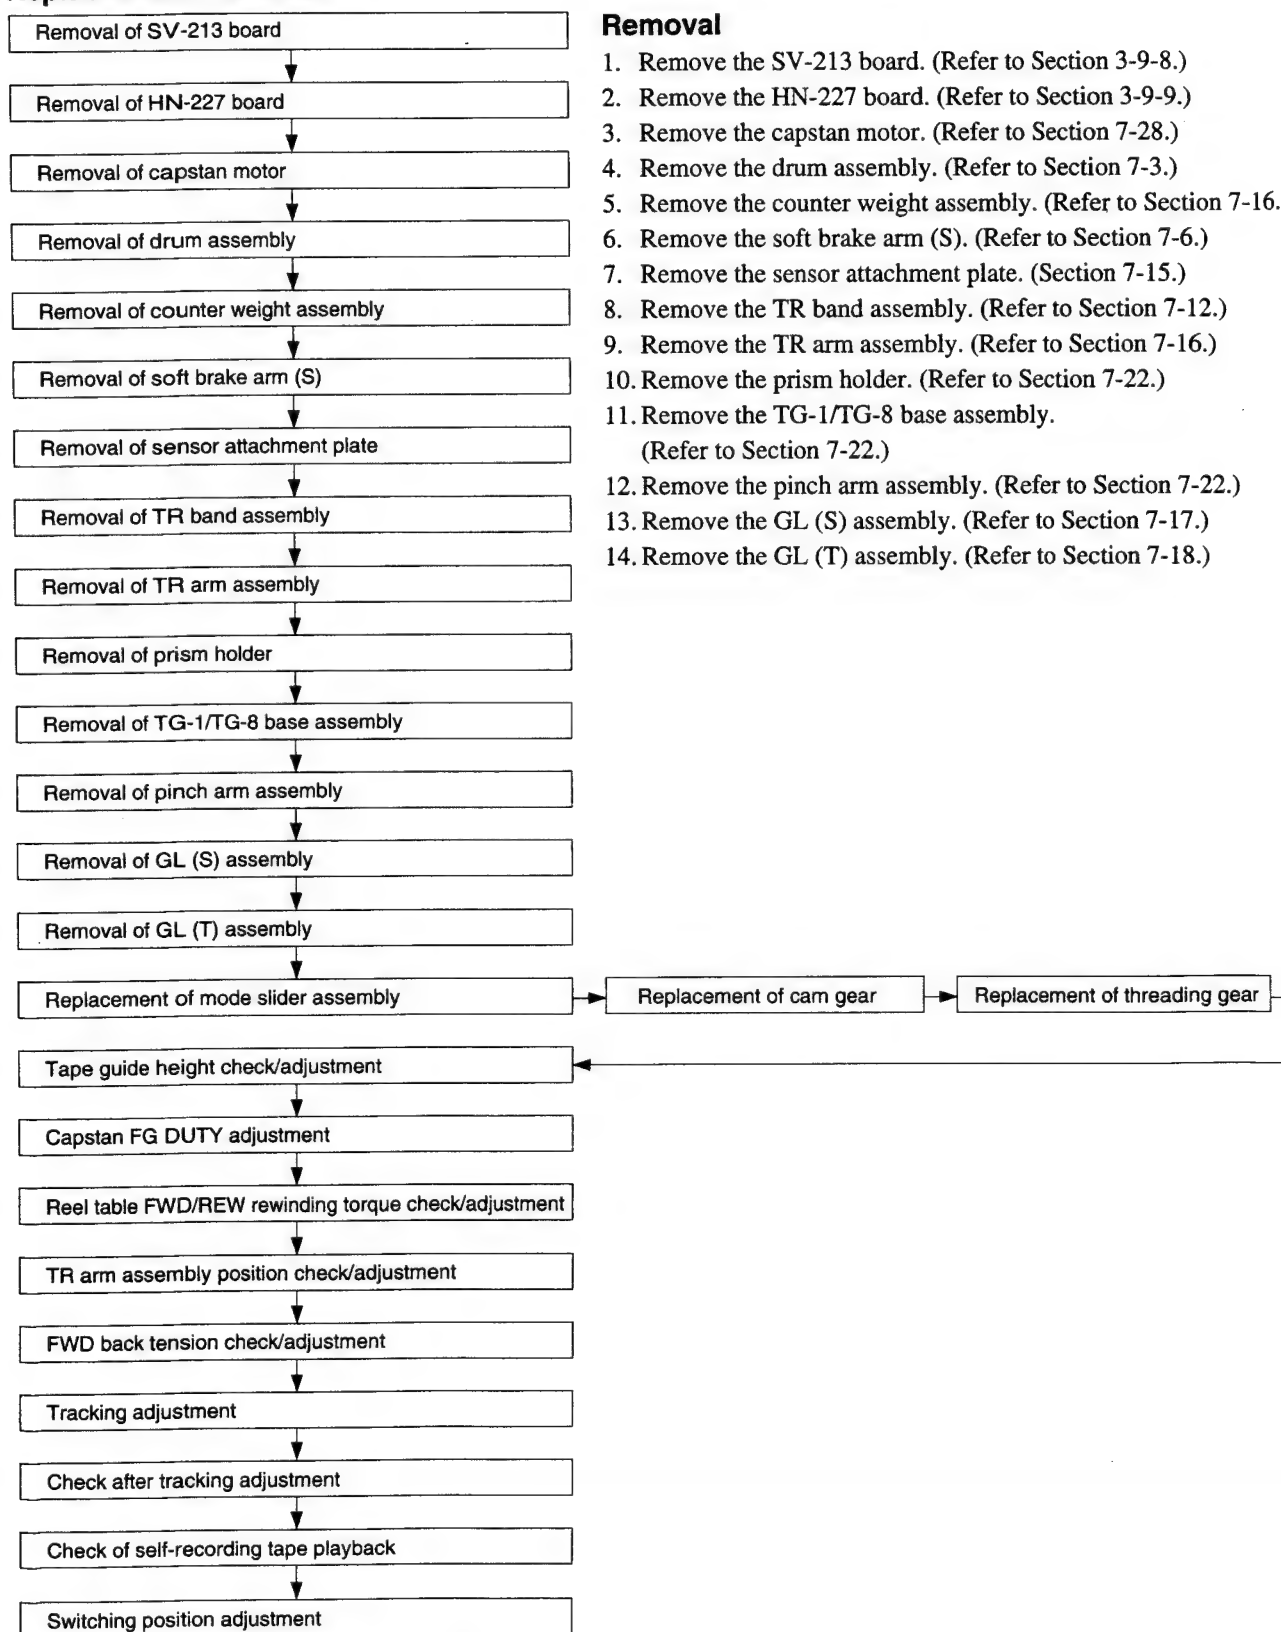 Removal of SV-213 board
Removal of HN-227 board
Removal of capstan motor
Removal of drum assembly
Removal of counter weight assembly
Removal of soft brake arm (S)
Removal of sensor attachment plate
Removal of TR band assembly
Removal of TR arm assembly
Removal of prism holder
Removal of TG-1/TG-8 base assembly
Removal of pinch arm assembly
Removal of GL (S) assembly
Removal of GL (T) assembly
Replacement of mode slider assembly
Replacement of cam gear
Replacement of threading gear
Tape guide height check/adjustment
Capstan FG DUTY adjustment
Reel table FWD/REW rewinding torque check/adjustment
TR arm assembly position check/adjustment
FWD back tension check/adjustment
Tracking adjustment
Check after tracking adjustment
Check of self-recording tape playback
Switching position adjustment
Removal
1. Remove the SV-213 board. (Refer to Section 3-9-8.)
2. Remove the HN-227 board. (Refer to Section 3-9-9.)
3. Remove the capstan motor. (Refer to Section 7-28.)
4. Remove the drum assembly. (Refer to Section 7-3.)
5. Remove the counter weight assembly. (Refer to Section 7-16.
6. Remove the soft brake arm (S). (Refer to Section 7-6.)
7. Remove the sensor attachment plate. (Section 7-15.)
8. Remove the TR band assembly. (Refer to Section 7-12.)
9. Remove the TR arm assembly. (Refer to Section 7-16.)
10. Remove the prism holder. (Refer to Section 7-22.)
11. Remove the TG-1/TG-8 base assembly.
(Refer to Section 7-22.)
12. Remove the pinch arm assembly. (Refer to Section 7-22.)
13. Remove the GL (S) assembly. (Refer to Section 7-17.)
14. Remove the GL (T) assembly. (Refer to Section 7-18.)